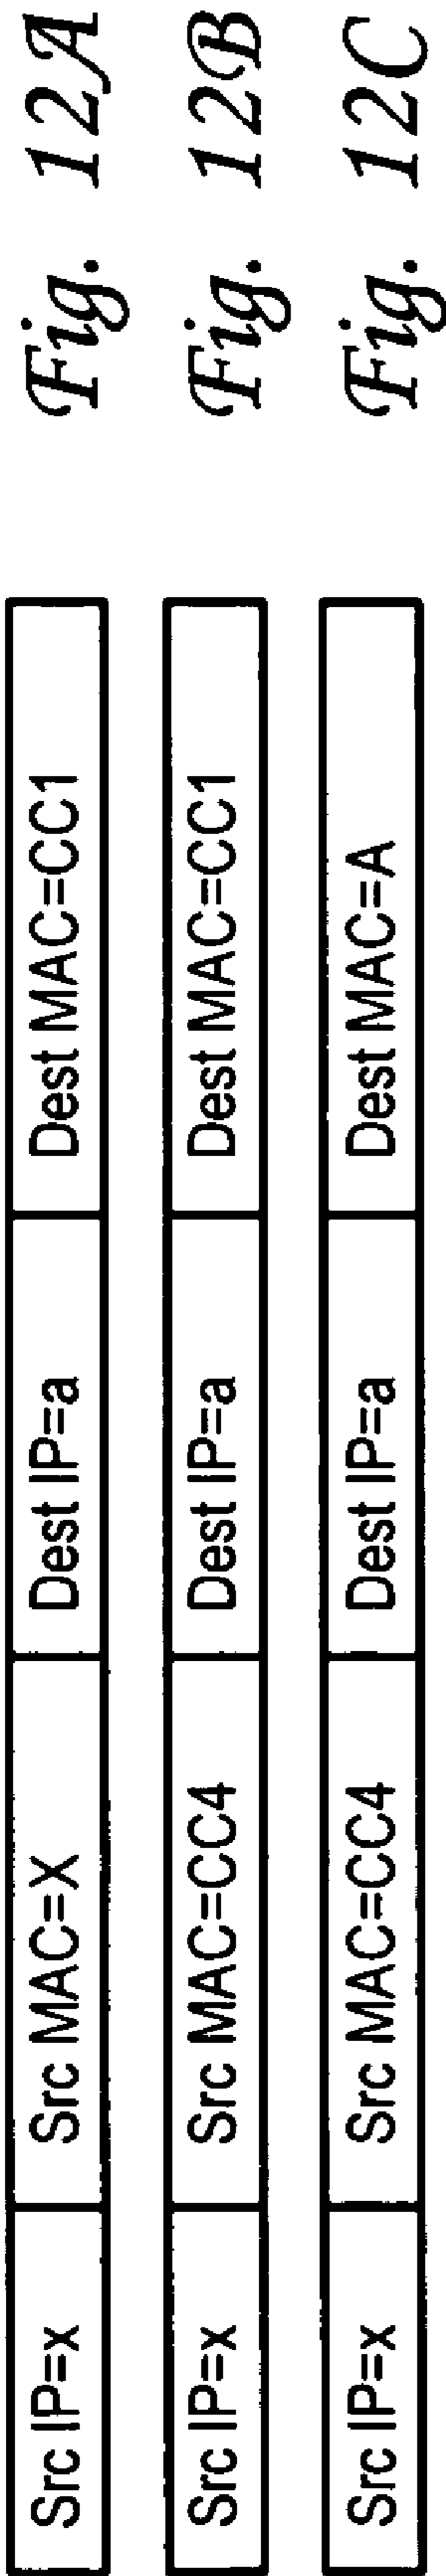 Src IP=x Src MAC=X Dest IP=a Dest MAC=CC1 Fig. 12A
Src IP=x Src MAC=CC4 Dest IP=a Dest MAC=CC1 Fig. 12B
Src IP=x Src MAC=CC4 Dest IP=a Dest MAC=A Fig. 12C